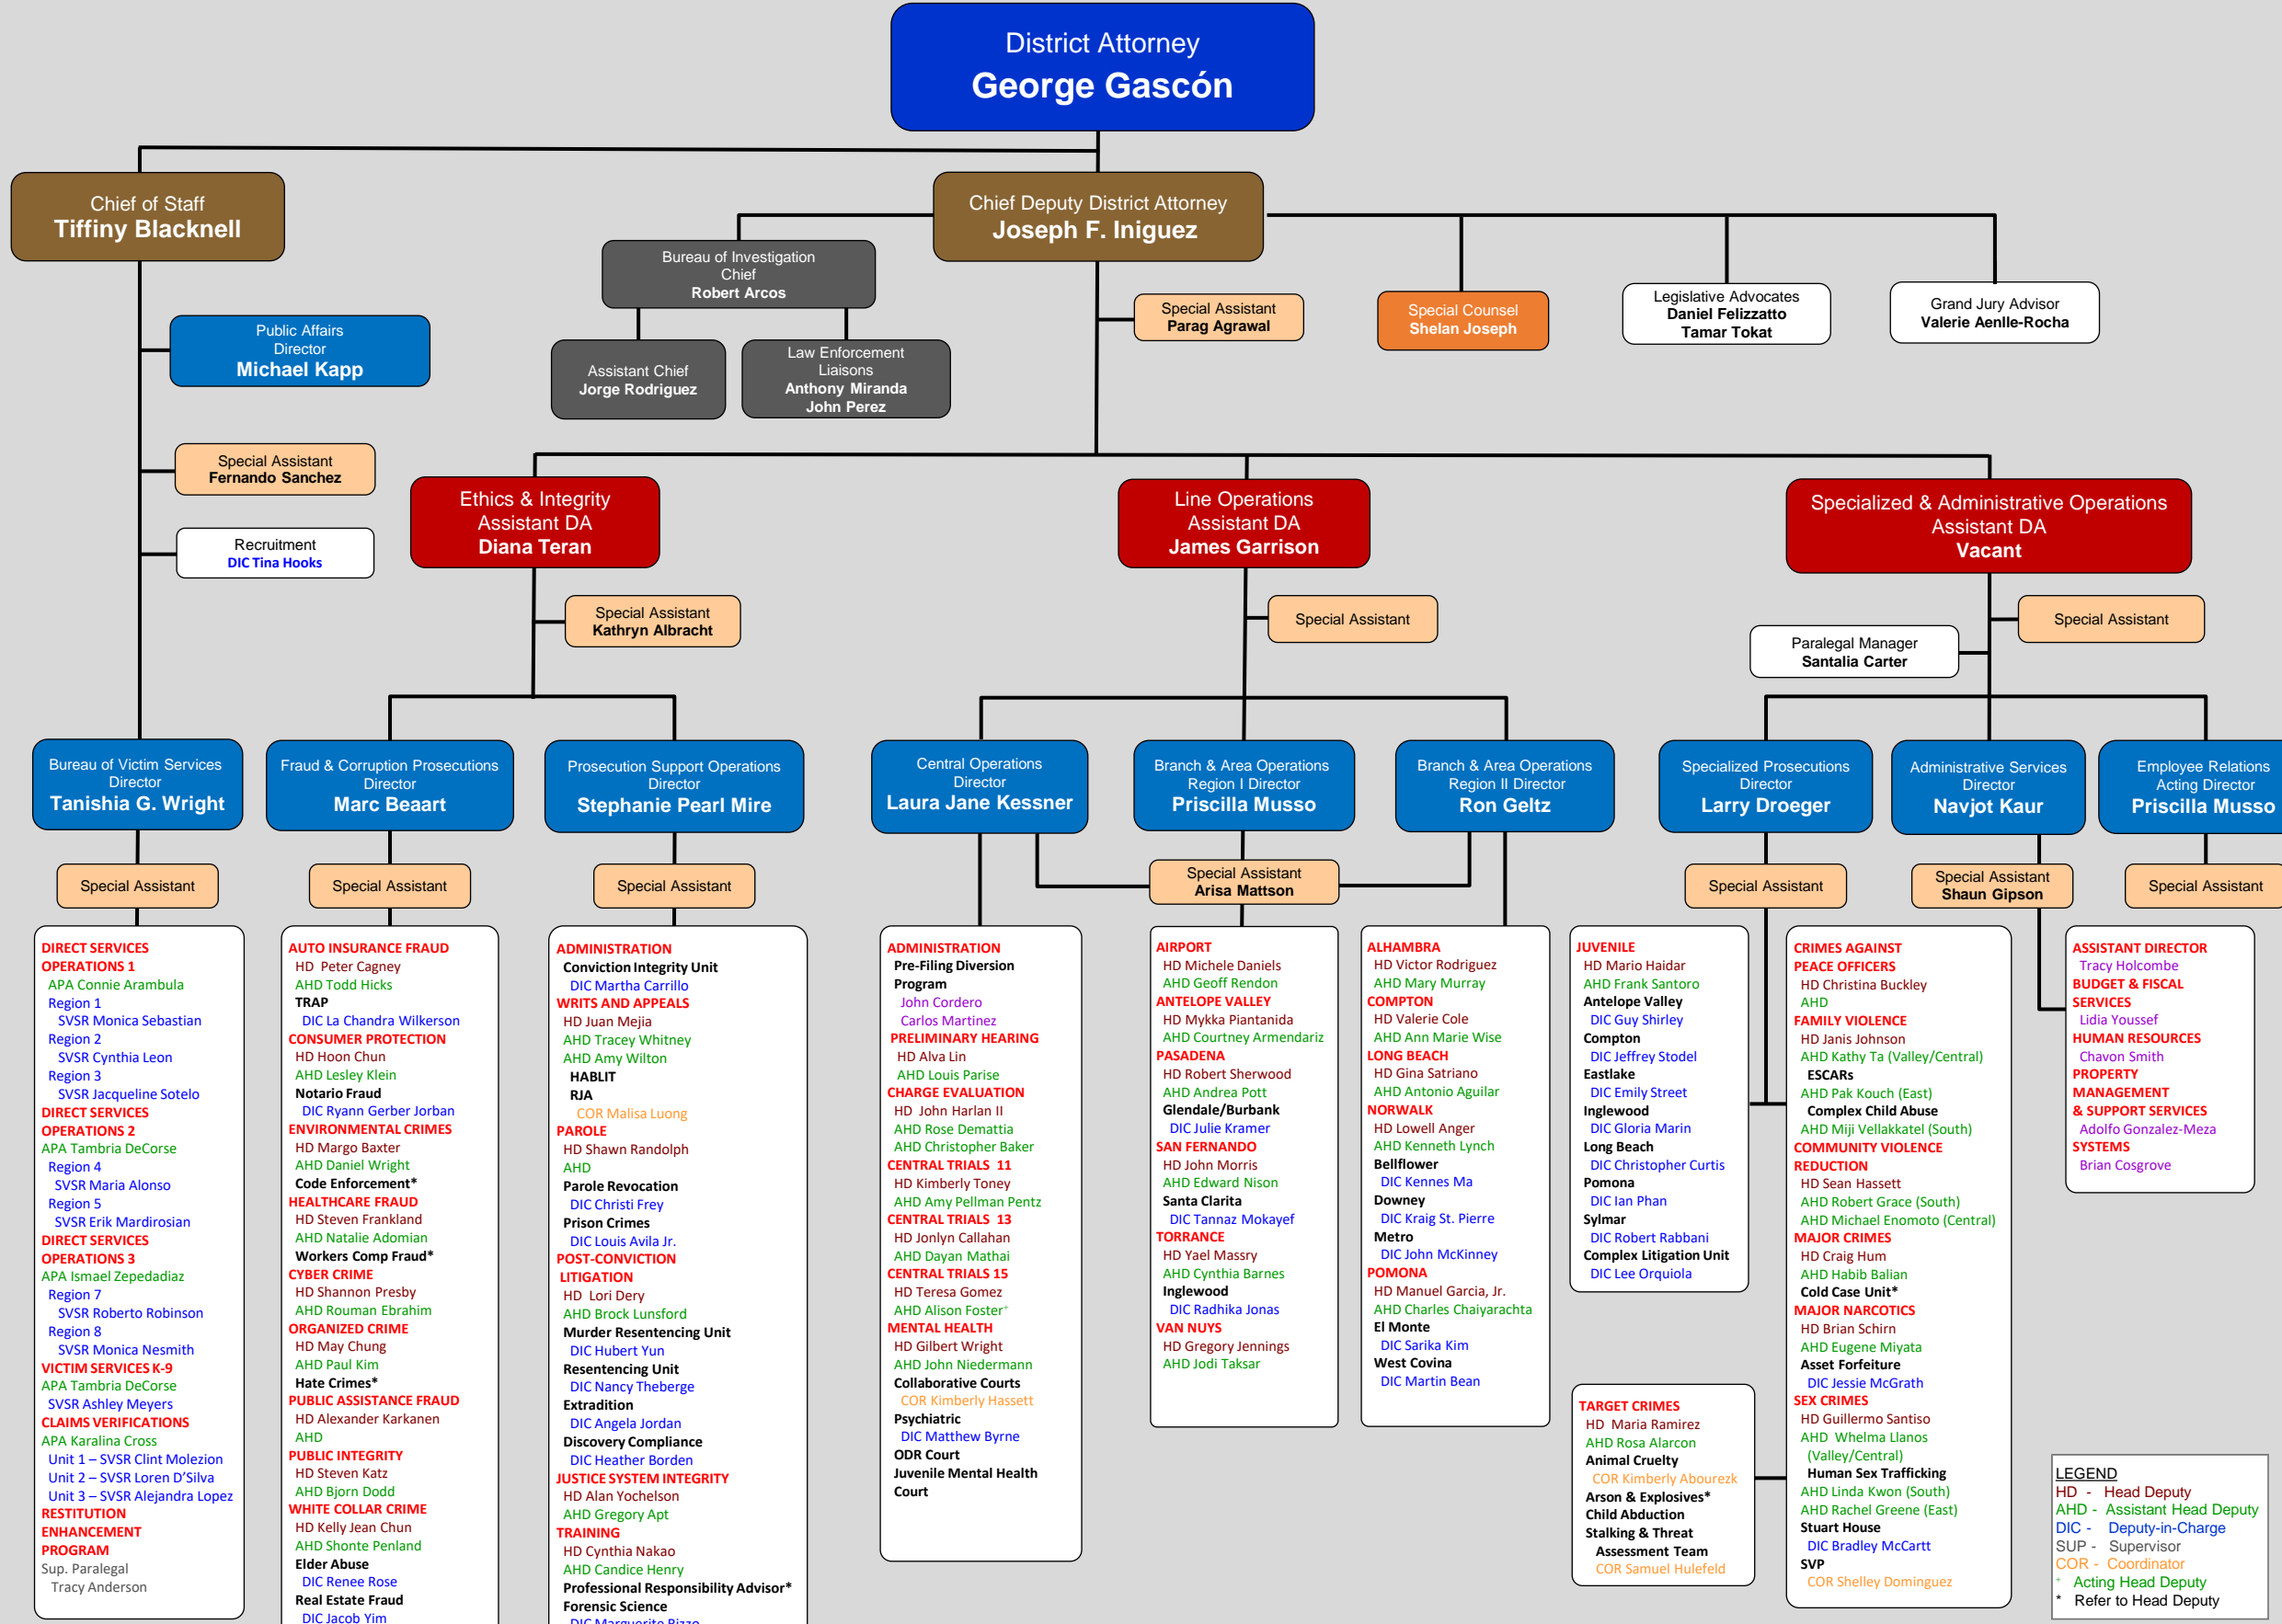 District Attorney
George Gascón
Chief of Staff
Tiffiny Blacknell
Chief Deputy District Attorney
Joseph F. Iniguez
Bureau of Investigation
Chief
Robert Arcos
Assistant Chief
Jorge Rodriguez
Law Enforcement
Liaisons
Anthony Miranda
John Perez
Special Assistant
Parag Agrawal
Special Counsel
Shelan Joseph
Legislative Advocates
Daniel Felizzatto
Tamar Tokat
Grand Jury Advisor
Valerie Aenlle-Rocha
Public Affairs
Director
Michael Kapp
Special Assistant
Fernando Sanchez
Recruitment
DIC Tina Hooks
Ethics & Integrity
Assistant DA
Diana Teran
Line Operations
Assistant DA
James Garrison
Specialized & Administrative Operations
Assistant DA
Vacant
Special Assistant
Kathryn Albracht
Special Assistant
Special Assistant
Paralegal Manager
Santalia Carter
Bureau of Victim Services
Director
Tanishia G. Wright
Fraud & Corruption Prosecutions
Director
Marc Beaart
Prosecution Support Operations
Director
Stephanie Pearl Mire
Central Operations
Director
Laura Jane Kessner
Branch & Area Operations
Region I Director
Priscilla Musso
Branch & Area Operations
Region II Director
Ron Geltz
Specialized Prosecutions
Director
Larry Droeger
Administrative Services
Director
Navjot Kaur
Employee Relations
Acting Director
Priscilla Musso
Special Assistant
Special Assistant
Special Assistant
Special Assistant
Arisa Mattson
Special Assistant
Special Assistant
Shaun Gipson
Special Assistant
DIRECT SERVICES
OPERATIONS 1
APA Connie Arambula
Region 1
SVSR Monica Sebastian
Region 2
SVSR Cynthia Leon
Region 3
SVSR Jacqueline Sotelo
DIRECT SERVICES
OPERATIONS 2
APA Tambria DeCorse
Region 4
SVSR Maria Alonso
Region 5
SVSR Erik Mardirosian
DIRECT SERVICES
OPERATIONS 3
APA Ismael Zepedadiaz
Region 7
SVSR Roberto Robinson
Region 8
SVSR Monica Nesmith
VICTIM SERVICES K-9
APA Tambria DeCorse
SVSR Ashley Meyers
CLAIMS VERIFICATIONS
APA Karalina Cross
Unit 1 – SVSR Clint Molezion
Unit 2 – SVSR Loren D’Silva
Unit 3 – SVSR Alejandra Lopez
RESTITUTION
ENHANCEMENT
PROGRAM
Sup. Paralegal
Tracy Anderson
AUTO INSURANCE FRAUD
HD Peter Cagney
AHD Todd Hicks
TRAP
DIC La Chandra Wilkerson
CONSUMER PROTECTION
HD Hoon Chun
AHD Lesley Klein
Notario Fraud
DIC Ryann Gerber Jorban
ENVIRONMENTAL CRIMES
HD Margo Baxter
AHD Daniel Wright
Code Enforcement*
HEALTHCARE FRAUD
HD Steven Frankland
AHD Natalie Adomian
Workers Comp Fraud*
CYBER CRIME
HD Shannon Presby
AHD Rouman Ebrahim
ORGANIZED CRIME
HD May Chung
AHD Paul Kim
Hate Crimes*
PUBLIC ASSISTANCE FRAUD
HD Alexander Karkanen
AHD
PUBLIC INTEGRITY
HD Steven Katz
AHD Bjorn Dodd
WHITE COLLAR CRIME
HD Kelly Jean Chun
AHD Shonte Penland
Elder Abuse
DIC Renee Rose
Real Estate Fraud
DIC Jacob Yim
ADMINISTRATION
Conviction Integrity Unit
DIC Martha Carrillo
WRITS AND APPEALS
HD Juan Mejia
AHD Tracey Whitney
AHD Amy Wilton
HABLIT
RJA
COR Malisa Luong
PAROLE
HD Shawn Randolph
AHD
Parole Revocation
DIC Christi Frey
Prison Crimes
DIC Louis Avila Jr.
POST-CONVICTION
LITIGATION
HD Lori Dery
AHD Brock Lunsford
Murder Resentencing Unit
DIC Hubert Yun
Resentencing Unit
DIC Nancy Theberge
Extradition
DIC Angela Jordan
Discovery Compliance
DIC Heather Borden
JUSTICE SYSTEM INTEGRITY
HD Alan Yochelson
AHD Gregory Apt
TRAINING
HD Cynthia Nakao
AHD Candice Henry
Professional Responsibility Advisor*
Forensic Science
DIC Marguerite Rizzo
ADMINISTRATION
Pre-Filing Diversion
Program
John Cordero
Carlos Martinez
PRELIMINARY HEARING
HD Alva Lin
AHD Louis Parise
CHARGE EVALUATION
HD John Harlan II
AHD Rose Demattia
AHD Christopher Baker
CENTRAL TRIALS 11
HD Kimberly Toney
AHD Amy Pellman Pentz
CENTRAL TRIALS 13
HD Jonlyn Callahan
AHD Dayan Mathai
CENTRAL TRIALS 15
HD Teresa Gomez
AHD Alison Foster+
MENTAL HEALTH
HD Gilbert Wright
AHD John Niedermann
Collaborative Courts
COR Kimberly Hassett
Psychiatric
DIC Matthew Byrne
ODR Court
Juvenile Mental Health
Court
AIRPORT
HD Michele Daniels
AHD Geoff Rendon
ANTELOPE VALLEY
HD Mykka Piantanida
AHD Courtney Armendariz
PASADENA
HD Robert Sherwood
AHD Andrea Pott
Glendale/Burbank
DIC Julie Kramer
SAN FERNANDO
HD John Morris
AHD Edward Nison
Santa Clarita
DIC Tannaz Mokayef
TORRANCE
HD Yael Massry
AHD Cynthia Barnes
Inglewood
DIC Radhika Jonas
VAN NUYS
HD Gregory Jennings
AHD Jodi Taksar
ALHAMBRA
HD Victor Rodriguez
AHD Mary Murray
COMPTON
HD Valerie Cole
AHD Ann Marie Wise
LONG BEACH
HD Gina Satriano
AHD Antonio Aguilar
NORWALK
HD Lowell Anger
AHD Kenneth Lynch
Bellflower
DIC Kennes Ma
Downey
DIC Kraig St. Pierre
Metro
DIC John McKinney
POMONA
HD Manuel Garcia, Jr.
AHD Charles Chaiyarachta
El Monte
DIC Sarika Kim
West Covina
DIC Martin Bean
JUVENILE
HD Mario Haidar
AHD Frank Santoro
Antelope Valley
DIC Guy Shirley
Compton
DIC Jeffrey Stodel
Eastlake
DIC Emily Street
Inglewood
DIC Gloria Marin
Long Beach
DIC Christopher Curtis
Pomona
DIC Ian Phan
Sylmar
DIC Robert Rabbani
Complex Litigation Unit
DIC Lee Orquiola
TARGET CRIMES
HD Maria Ramirez
AHD Rosa Alarcon
Animal Cruelty
COR Kimberly Abourezk
Arson & Explosives*
Child Abduction
Stalking & Threat
Assessment Team
COR Samuel Hulefeld
CRIMES AGAINST
PEACE OFFICERS
HD Christina Buckley
AHD
FAMILY VIOLENCE
HD Janis Johnson
AHD Kathy Ta (Valley/Central)
ESCARs
AHD Pak Kouch (East)
Complex Child Abuse
AHD Miji Vellakkatel (South)
COMMUNITY VIOLENCE
REDUCTION
HD Sean Hassett
AHD Robert Grace (South)
AHD Michael Enomoto (Central)
MAJOR CRIMES
HD Craig Hum
AHD Habib Balian
Cold Case Unit*
MAJOR NARCOTICS
HD Brian Schirn
AHD Eugene Miyata
Asset Forfeiture
DIC Jessie McGrath
SEX CRIMES
HD Guillermo Santiso
AHD Whelma Llanos
(Valley/Central)
Human Sex Trafficking
AHD Linda Kwon (South)
AHD Rachel Greene (East)
Stuart House
DIC Bradley McCartt
SVP
COR Shelley Dominguez
ASSISTANT DIRECTOR
Tracy Holcombe
BUDGET & FISCAL
SERVICES
Lidia Youssef
HUMAN RESOURCES
Chavon Smith
PROPERTY
MANAGEMENT
& SUPPORT SERVICES
Adolfo Gonzalez-Meza
SYSTEMS
Brian Cosgrove
LEGEND
HD - Head Deputy
AHD - Assistant Head Deputy
DIC - Deputy-in-Charge
SUP - Supervisor
COR - Coordinator
+ Acting Head Deputy
* Refer to Head Deputy